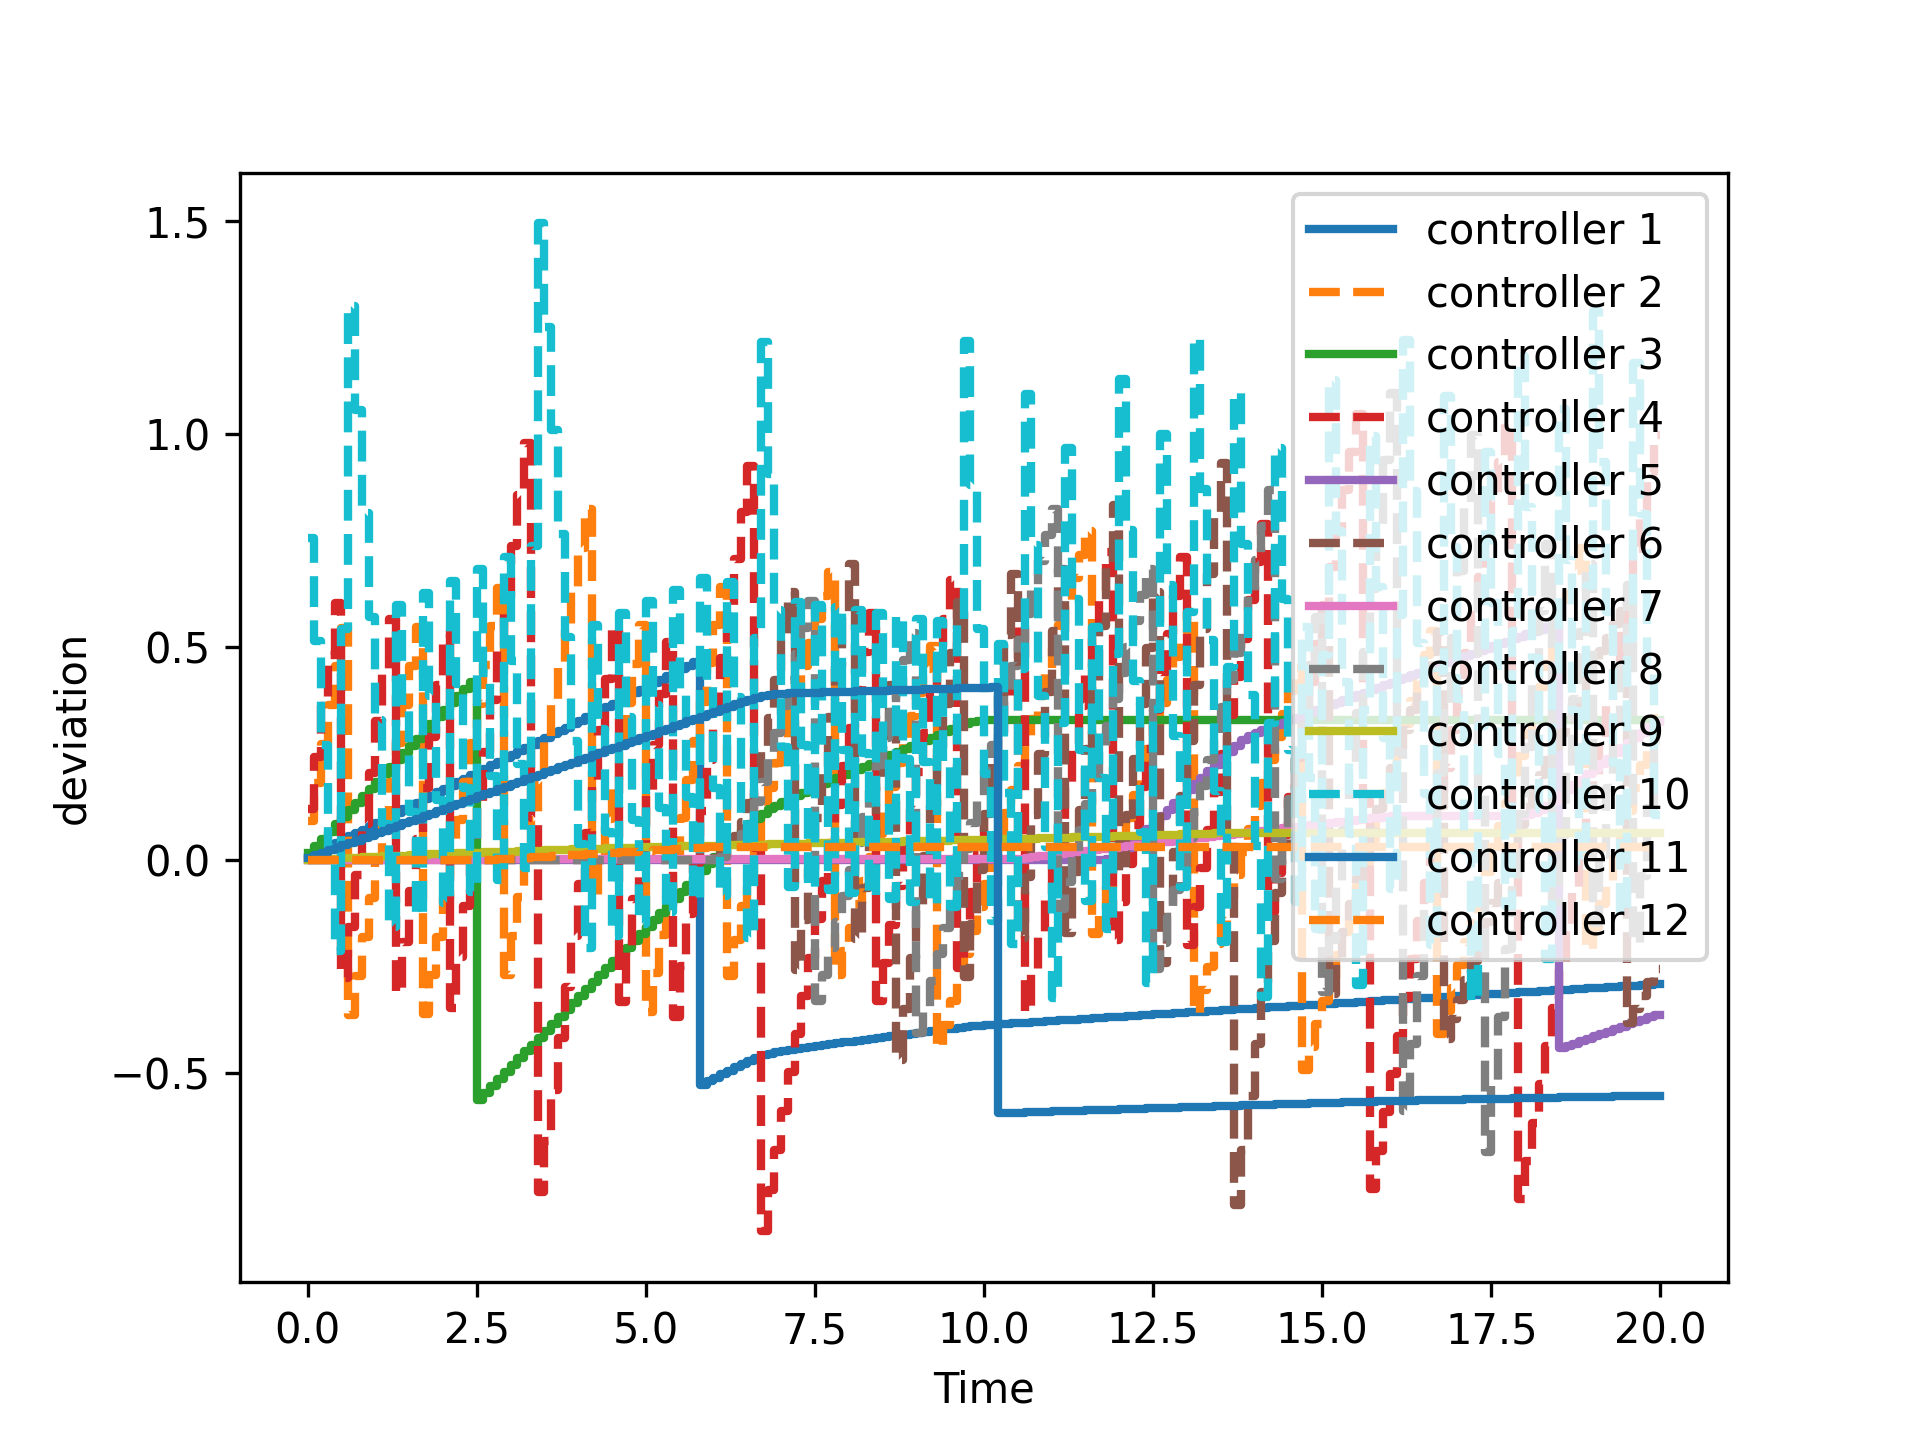 1.5
1.0
0.5
0.0
−0.5
deviation
0.0 2.5 5.0 7.5 10.0 12.5 15.0 17.5 20.0
Time
controller 1
controller 2
controller 3
controller 4
controller 5
controller 6
controller 7
controller 8
controller 9
controller 10
controller 11
controller 12